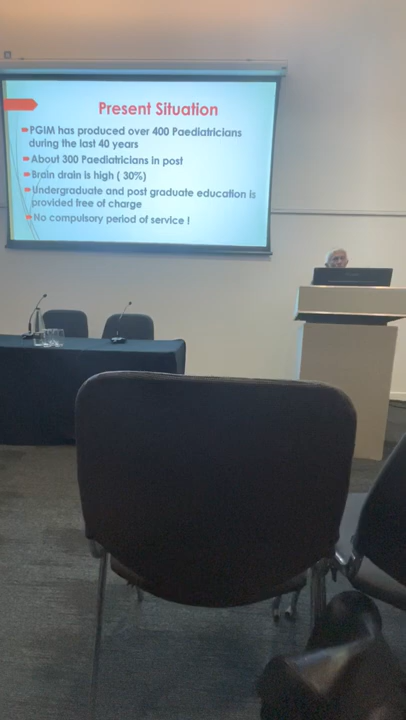 Present Situation
PGIM has produced over 400 Paediatricians
during the last 40 years
About 300 Paediatricians in post
Brain drain is high ( 30%)
Undergraduate and post graduate education is
provided free of charge
No compulsory period of service !